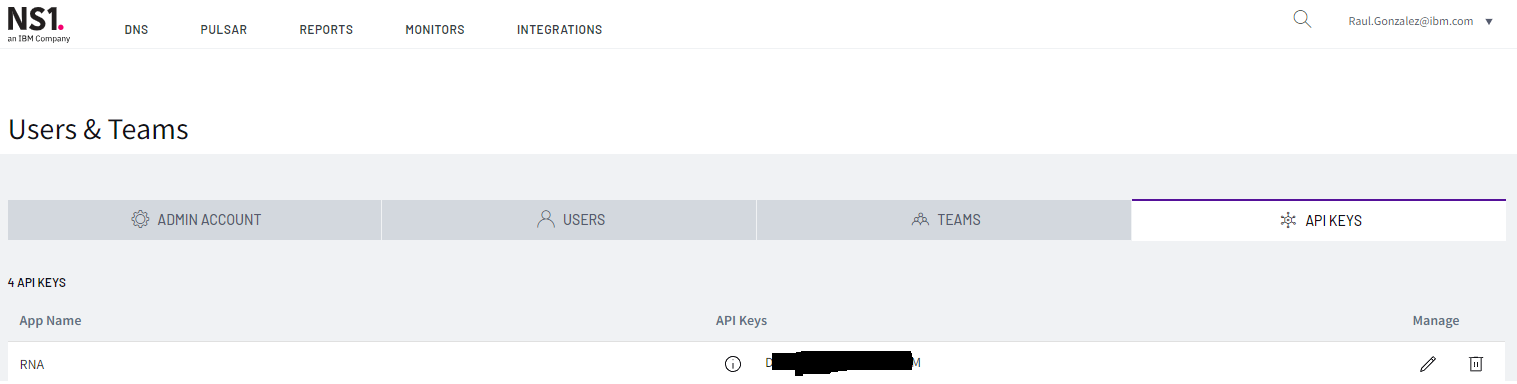 NS1.
an IBM Company
DNS PULSAR REPORTS MONITORS INTEGRATIONS
Raul.Gonzalez@ibm.com
Users & Teams
ADMIN ACCOUNT USERS TEAMS API KEYS
4 API KEYS
App Name API Keys Manage
RNA D M